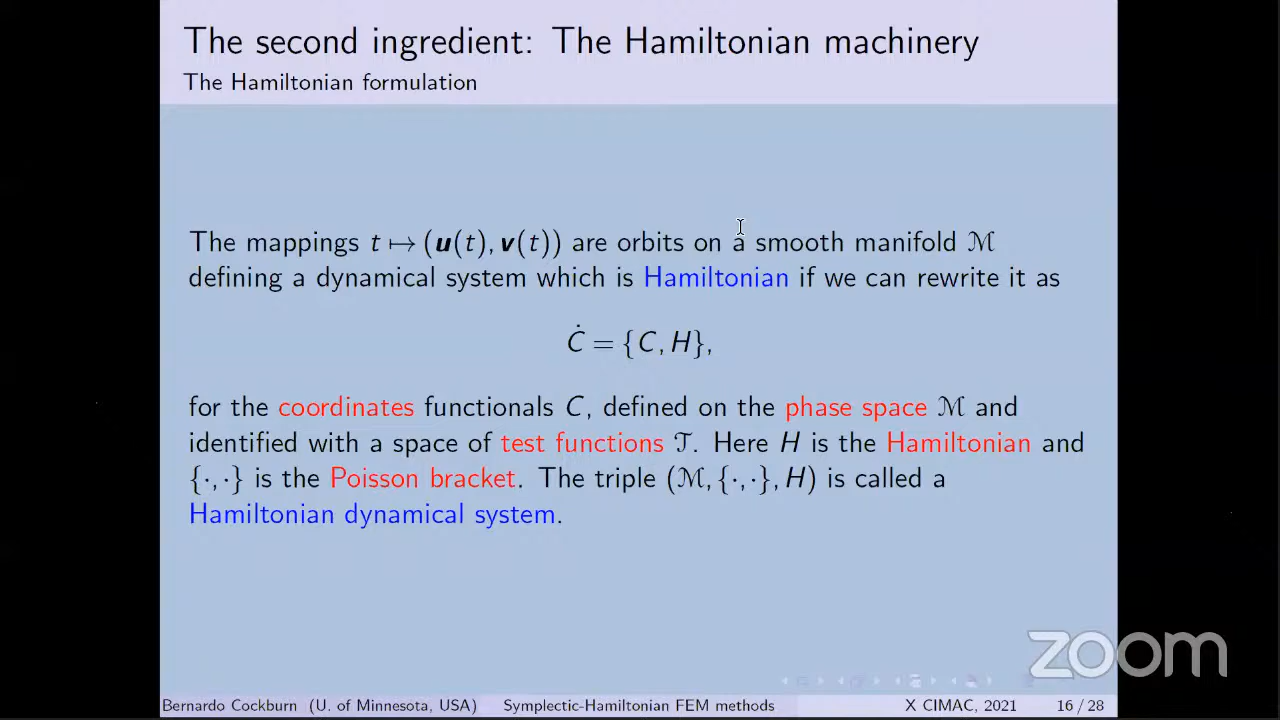 The second ingredient: The Hamiltonian machinery
The Hamiltonian formulation
The mappings t ↦ (u(t), v(t)) are orbits on a smooth manifold ℳ
defining a dynamical system which is Hamiltonian if we can rewrite it as
Ċ = {C, H},
for the coordinates functionals C, defined on the phase space ℳ and
identified with a space of test functions 𝒯. Here H is the Hamiltonian and
{·, ·} is the Poisson bracket. The triple (ℳ, {·, ·}, H) is called a
Hamiltonian dynamical system.
zoom
Bernardo Cockburn (U. of Minnesota, USA) Symplectic-Hamiltonian FEM methods X CIMAC, 2021 16 / 28